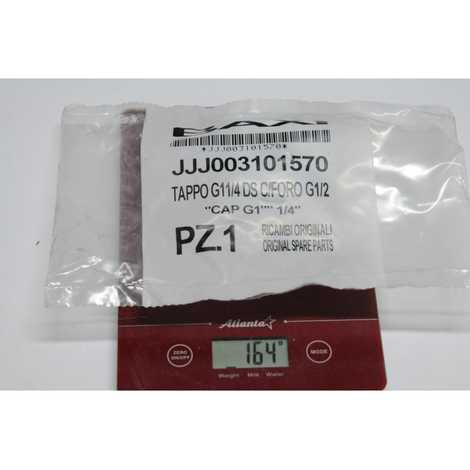 BAXI
*JJJ003101570*
JJJ003101570
TAPPO G11/4 DS C/FORO G1/2
"CAP G1"" 1/4"
PZ.1
RICAMBI ORIGINALI
ORIGINAL SPARE PARTS
Atlanta
ZERO
ON/OFF
164
MODE
Weight Milk Water